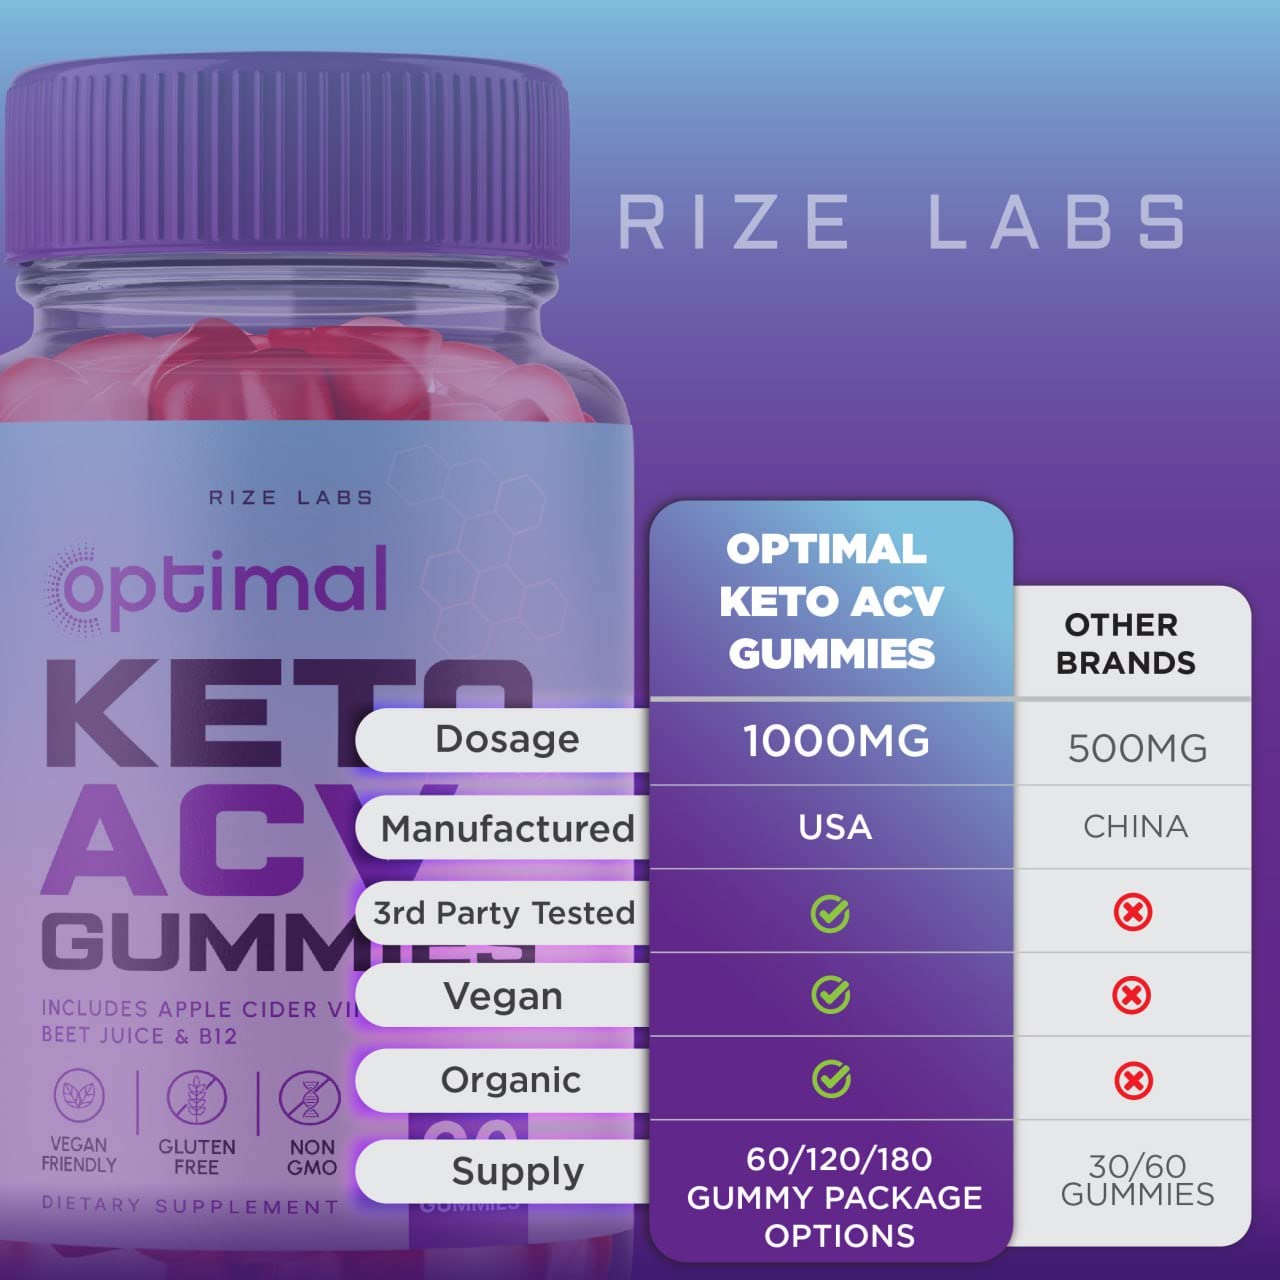 RIZE LABS
RIZE LABS
optimal
KETO
ACV
GUMMIES
INCLUDES APPLE CIDER
BEET JUICE & B12
VEGAN
FRIENDLY
GLUTEN
FREE
NON
GMO
DIETARY SUPPLEMENT
GUMMIES
OPTIMAL
KETO ACV
GUMMIES
OTHER
BRANDS
Dosage 1000MG 500MG
Manufactured USA CHINA
3rd Party Tested
Vegan
Organic
Supply
60/120/180
GUMMY PACKAGE
OPTIONS
30/60
GUMMIES